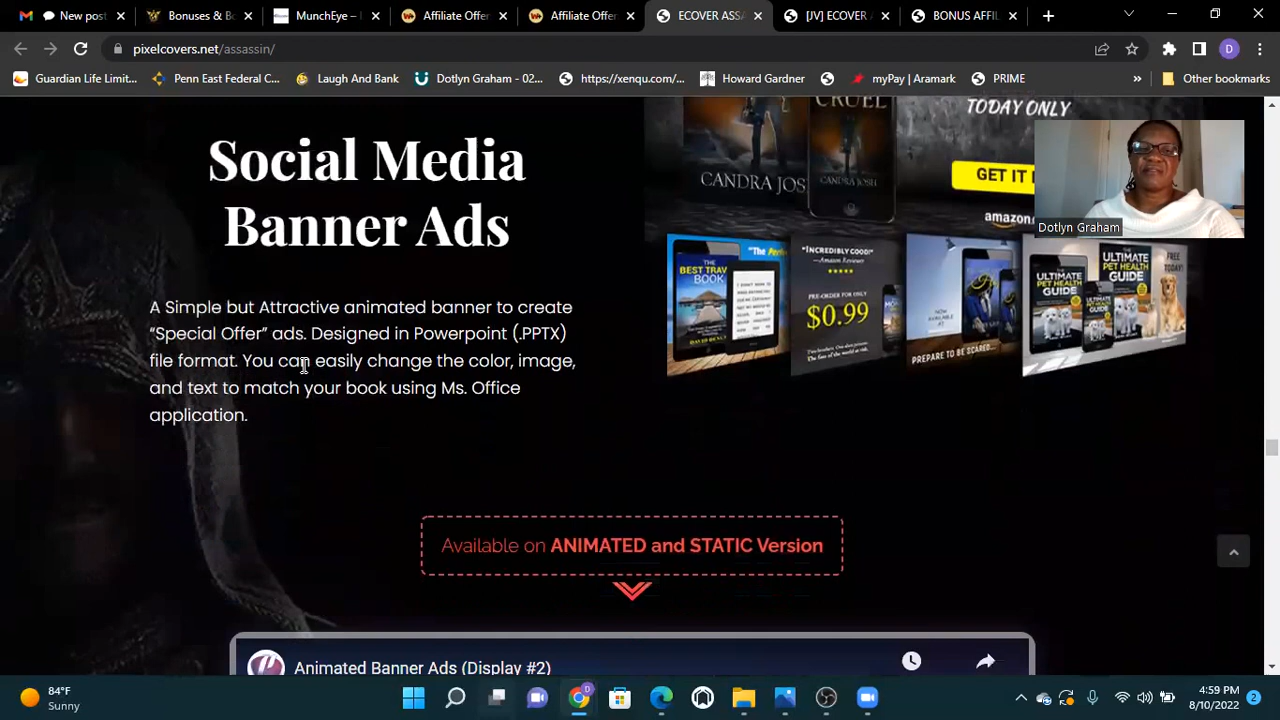 New post
Bonuses & Bo
MunchEye –
Affiliate Offer
Affiliate Offer
ECOVER ASSA
[JV] ECOVER A
BONUS AFFIL
pixelcovers.net/assassin/
D
Guardian Life Limit...
Penn East Federal C...
Laugh And Bank
Dotlyn Graham - 02...
https://xenqu.com/...
Howard Gardner
myPay | Aramark
PRIME
Other bookmarks
Social Media
Banner Ads
A Simple but Attractive animated banner to create
“Special Offer” ads. Designed in Powerpoint (.PPTX)
file format. You can easily change the color, image,
and text to match your book using Ms. Office
application.
CRUEL
CANDRA JOS
CANDRA JOSH
TODAY ONLY
GET IT
amazon
Dotlyn Graham
THE
BEST TRAV
BOOK
"The
"INCREDIBLY GOOD!"
—Amazon Reviewer
PRE-ORDER FOR ONLY
$0.99
PREPARE TO BE SCARED...
THE
ULTIMATE
PET HEALTH
GUIDE
THE
ULTIMATE
PET HEALTH
GUIDE
FREE
TODAY!
Available on ANIMATED and STATIC Version
Animated Banner Ads (Display #2)
84°F
Sunny
D
4:59 PM
8/10/2022
2